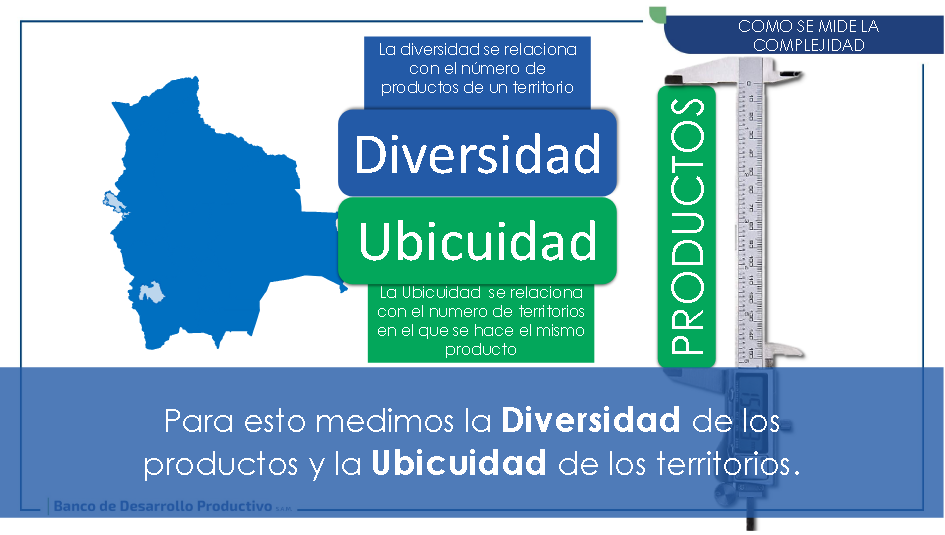 COMO SE MIDE LA
COMPLEJIDAD
La diversidad se relaciona
con el número de
productos de un territorio
Diversidad
Ubicuidad
La Ubicuidad se relaciona
con el numero de territorios
en el que se hace el mismo
producto
PRODUCTOS
Para esto medimos la Diversidad de los
productos y la Ubicuidad de los territorios.
Banco de Desarrollo Productivo